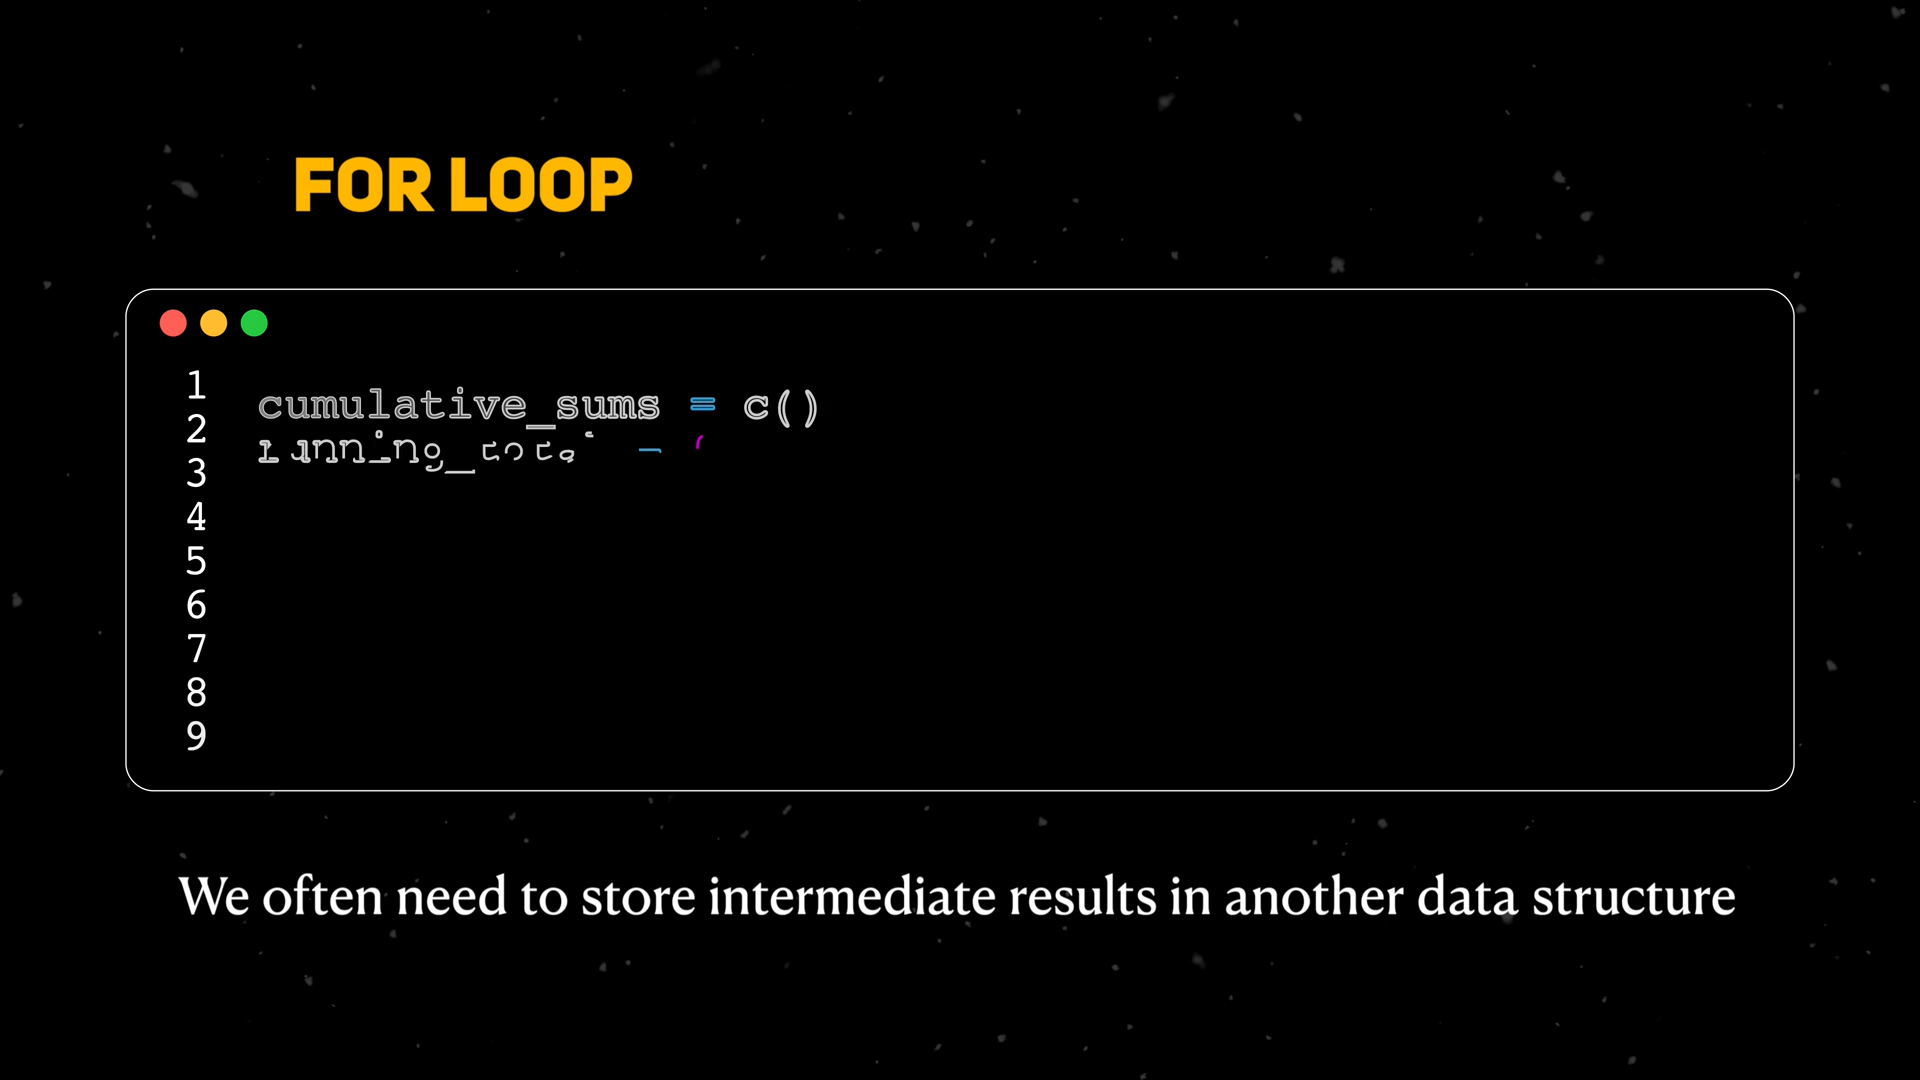 FOR LOOP
1 cumulative_sums = c()
2
3
4
5
6
7
8
9
We often need to store intermediate results in another data structure